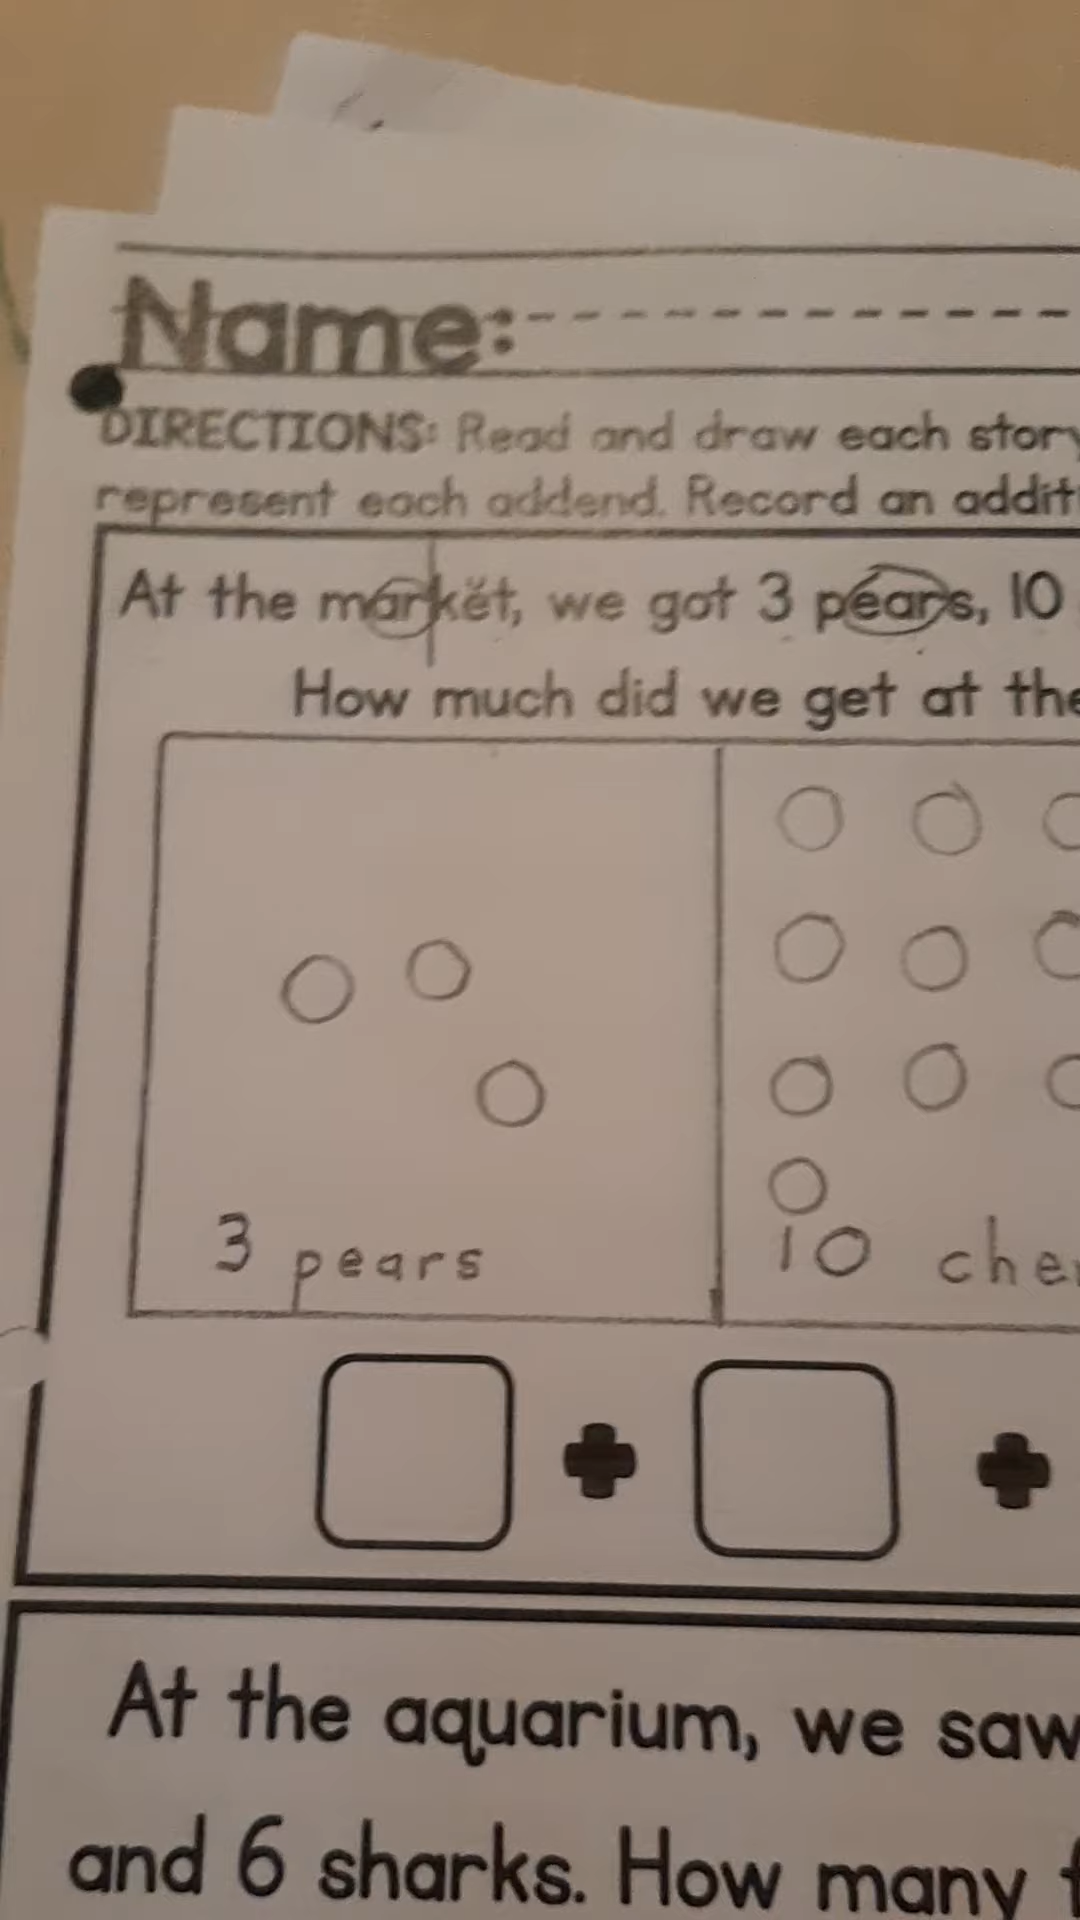 Name:
DIRECTIONS: Read and draw each story
represent each addend. Record an addit
At the markĕt, we got 3 pears, 10
How much did we get at the
3 pears
10 cher
+ +
At the aquarium, we saw
and 6 sharks. How many f